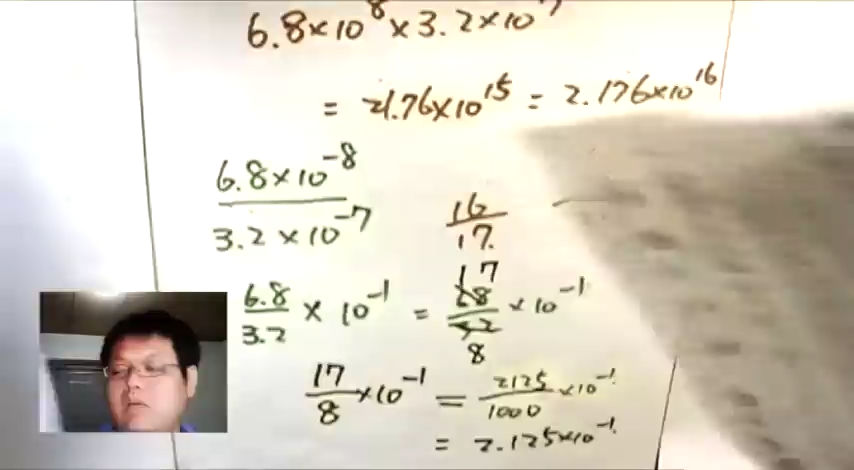 6.8×10⁸×3.2×10⁷
= 21.76×10¹⁵ = 2.176×10¹⁶
6.8×10⁻⁸
3.2×10⁻⁷
16
17.
6.8/3.2 × 10⁻¹ = 68/32 × 10⁻¹
17
8
17/8 ×10⁻¹ = 2125/1000 ×10⁻¹
= 2.125×10⁻¹